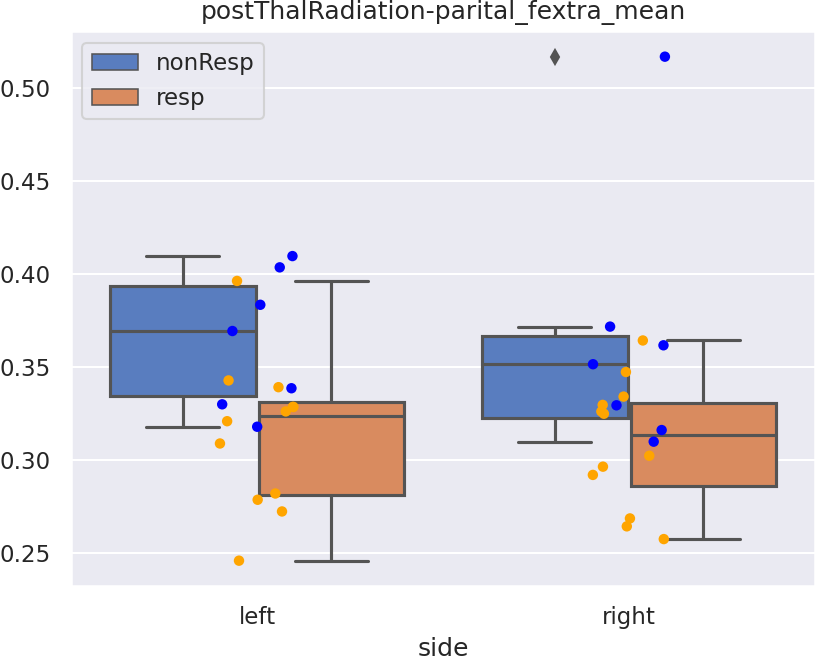 postThalRadiation-parital_fextra_mean
nonResp
resp
0.50
0.45
0.40
0.35
0.30
0.25
left
right
side